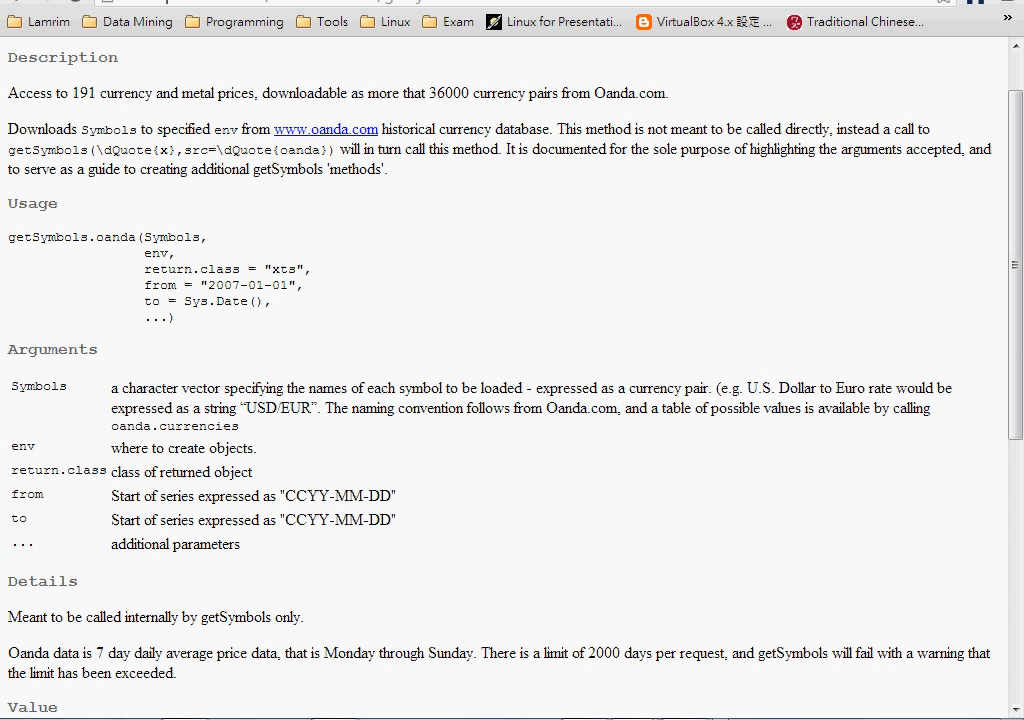 Lamrim Data Mining Programming Tools Linux Exam Linux for Presentati... VirtualBox 4.x 設定 ... Traditional Chinese... »
Description
Access to 191 currency and metal prices, downloadable as more that 36000 currency pairs from Oanda.com.
Downloads Symbols to specified env from www.oanda.com historical currency database. This method is not meant to be called directly, instead a call to
getSymbols(\dQuote{x},src=\dQuote{oanda}) will in turn call this method. It is documented for the sole purpose of highlighting the arguments accepted, and
to serve as a guide to creating additional getSymbols 'methods'.
Usage
getSymbols.oanda(Symbols,
env,
return.class = "xts",
from = "2007-01-01",
to = Sys.Date(),
...)
Arguments
Symbols a character vector specifying the names of each symbol to be loaded - expressed as a currency pair. (e.g. U.S. Dollar to Euro rate would be
expressed as a string “USD/EUR”. The naming convention follows from Oanda.com, and a table of possible values is available by calling
oanda.currencies
env where to create objects.
return.class class of returned object
from Start of series expressed as "CCYY-MM-DD"
to Start of series expressed as "CCYY-MM-DD"
... additional parameters
Details
Meant to be called internally by getSymbols only.
Oanda data is 7 day daily average price data, that is Monday through Sunday. There is a limit of 2000 days per request, and getSymbols will fail with a warning that
the limit has been exceeded.
Value